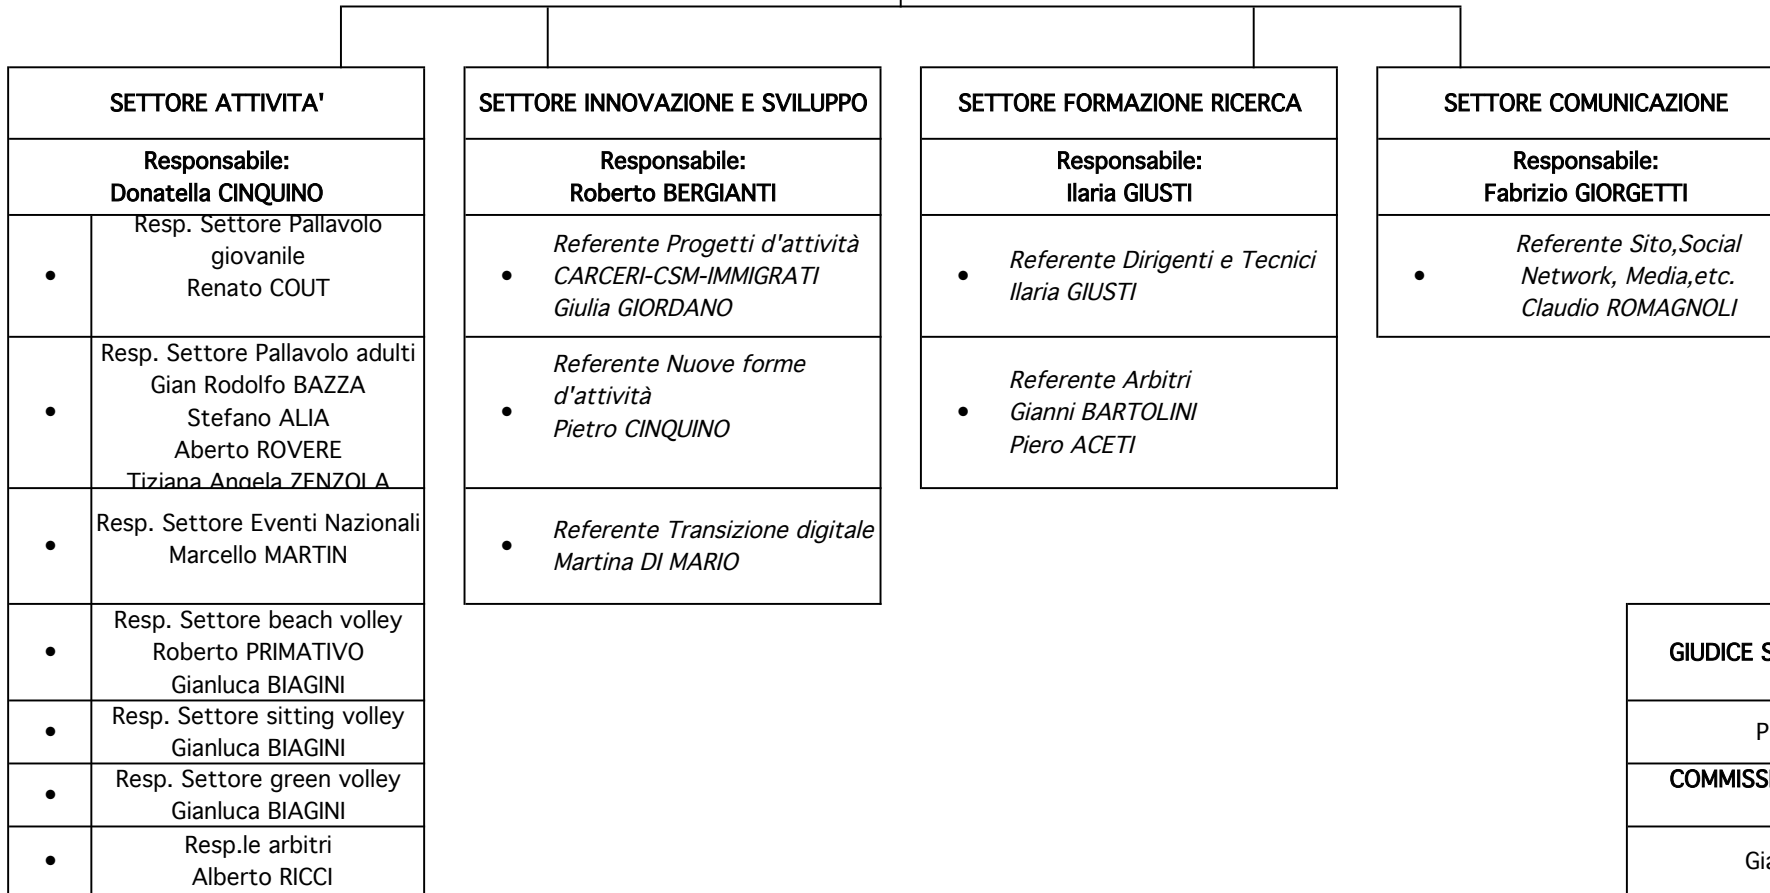 SETTORE ATTIVITA'
Responsabile:
Donatella CINQUINO
• Resp. Settore Pallavolo
giovanile
Renato COUT
• Resp. Settore Pallavolo adulti
Gian Rodolfo BAZZA
Stefano ALIA
Aberto ROVERE
Tiziana Angela ZENZOLA
• Resp. Settore Eventi Nazionali
Marcello MARTIN
• Resp. Settore beach volley
Roberto PRIMATIVO
Gianluca BIAGINI
• Resp. Settore sitting volley
Gianluca BIAGINI
• Resp. Settore green volley
Gianluca BIAGINI
• Resp.le arbitri
Alberto RICCI
SETTORE INNOVAZIONE E SVILUPPO
Responsabile:
Roberto BERGIANTI
• Referente Progetti d'attività
CARCERI-CSM-IMMIGRATI
Giulia GIORDANO
• Referente Nuove forme
d'attività
Pietro CINQUINO
• Referente Transizione digitale
Martina DI MARIO
SETTORE FORMAZIONE RICERCA
Responsabile:
Ilaria GIUSTI
• Referente Dirigenti e Tecnici
Ilaria GIUSTI
• Referente Arbitri
Gianni BARTOLINI
Piero ACETI
SETTORE COMUNICAZIONE
Responsabile:
Fabrizio GIORGETTI
• Referente Sito,Social
Network, Media,etc.
Claudio ROMAGNOLI
GIUDICE